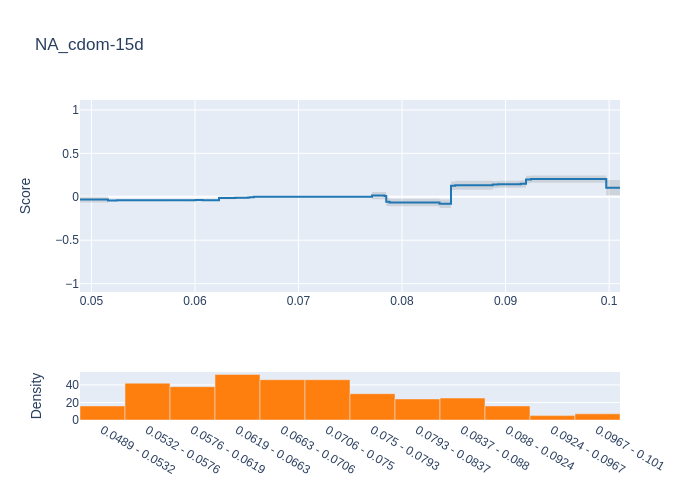 NA_cdom-15d
Score
1
0.5
0
−0.5
−1
0.05
0.06
0.07
0.08
0.09
0.1
Density
40
20
0
0.0489 - 0.0532
0.0532 - 0.0576
0.0576 - 0.0619
0.0619 - 0.0663
0.0663 - 0.0706
0.0706 - 0.075
0.075 - 0.0793
0.0793 - 0.0837
0.0837 - 0.088
0.088 - 0.0924
0.0924 - 0.0967
0.0967 - 0.101